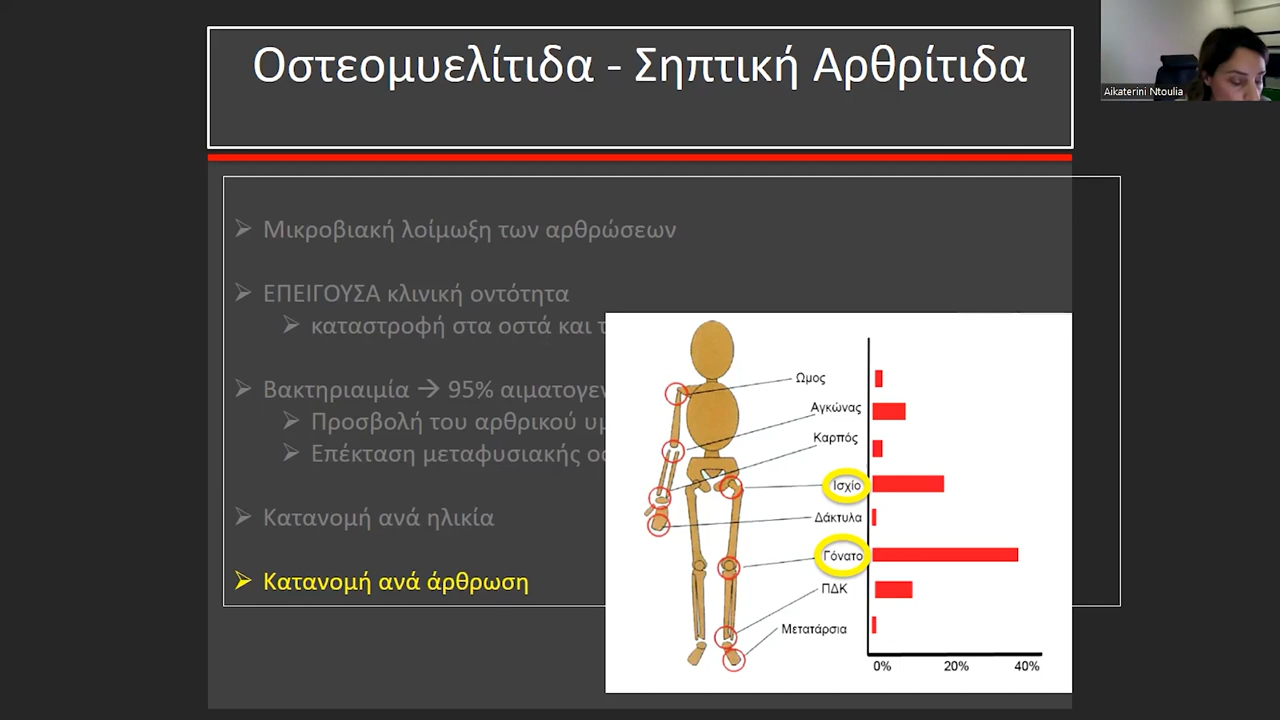 Οστεομυελίτιδα - Σηπτική Αρθρίτιδα
Aikaterini Ntoulia
Μικροβιακή λοίμωξη των αρθρώσεων
ΕΠΕΙΓΟΥΣΑ κλινική οντότητα
καταστροφή στα οστά και
Βακτηριαιμία → 95%
Προσβολή του αρθρικού
Επέκταση μεταφυσιακής
Κατανομή ανά ηλικία
Κατανομή ανά άρθρωση
Ωμος
Αγκώνας
Καρπός
Ισχίο
Δάκτυλα
Γόνατο
ΠΔΚ
Μετατάρσια
0% 20% 40%